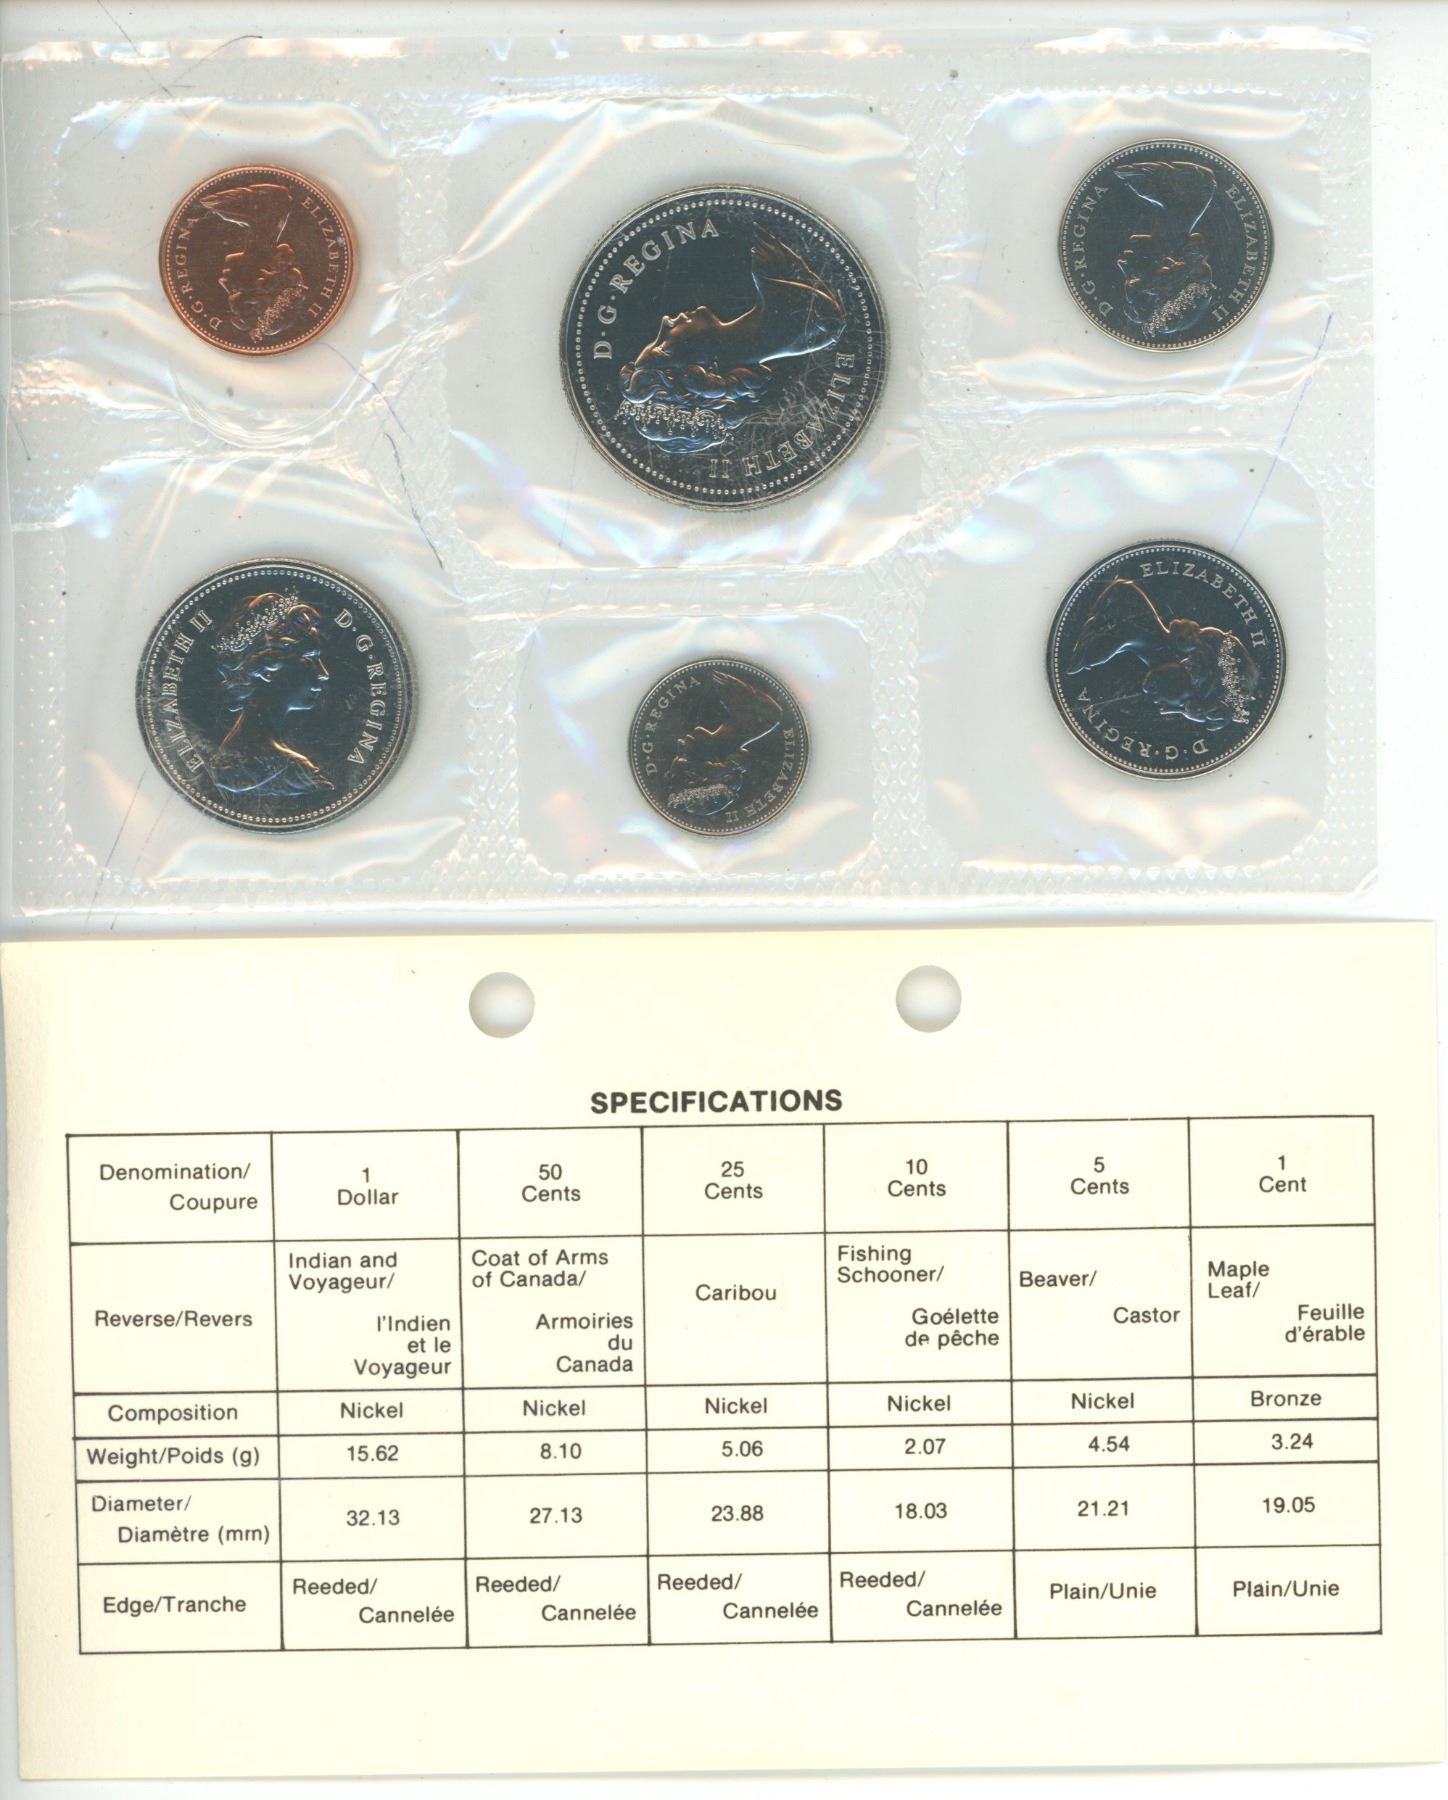 ELIZABETH II D·G·REGINA
ELIZABETH II D·G·REGINA
ELIZABETH II D·G·REGINA
ELIZABETH II D·G·REGINA
ELIZABETH II D·G·REGINA
ELIZABETH II D·G·REGINA
SPECIFICATIONS
Denomination/ Coupure
1 Dollar
50 Cents
25 Cents
10 Cents
5 Cents
1 Cent
Reverse/Revers
Indian and
Voyageur/
l'Indien
et le
Voyageur
Coat of Arms
of Canada/
Armoiries
du
Canada
Caribou
Fishing
Schooner/
Goélette
de pêche
Beaver/
Castor
Maple
Leaf/
Feuille
d'érable
Composition Nickel Nickel Nickel Nickel Nickel Bronze
Weight/Poids (g) 15.62 8.10 5.06 2.07 4.54 3.24
Diameter/
Diamètre (mm) 32.13 27.13 23.88 18.03 21.21 19.05
Edge/Tranche
Reeded/
Cannelée
Reeded/
Cannelée
Reeded/
Cannelée
Reeded/
Cannelée
Plain/Unie
Plain/Unie